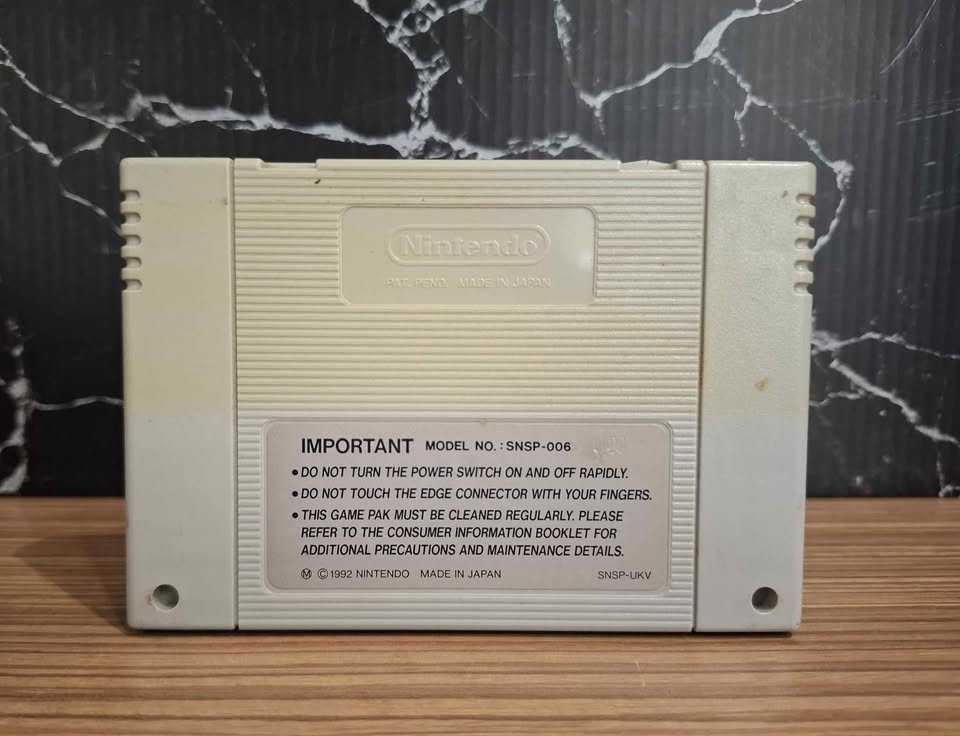 Nintendo
PAT. PEND. MADE IN JAPAN
IMPORTANT MODEL NO. : SNSP-006
● DO NOT TURN THE POWER SWITCH ON AND OFF RAPIDLY.
● DO NOT TOUCH THE EDGE CONNECTOR WITH YOUR FINGERS.
● THIS GAME PAK MUST BE CLEANED REGULARLY. PLEASE
REFER TO THE CONSUMER INFORMATION BOOKLET FOR
ADDITIONAL PRECAUTIONS AND MAINTENANCE DETAILS.
Ⓜ ©1992 NINTENDO MADE IN JAPAN SNSP-UKV